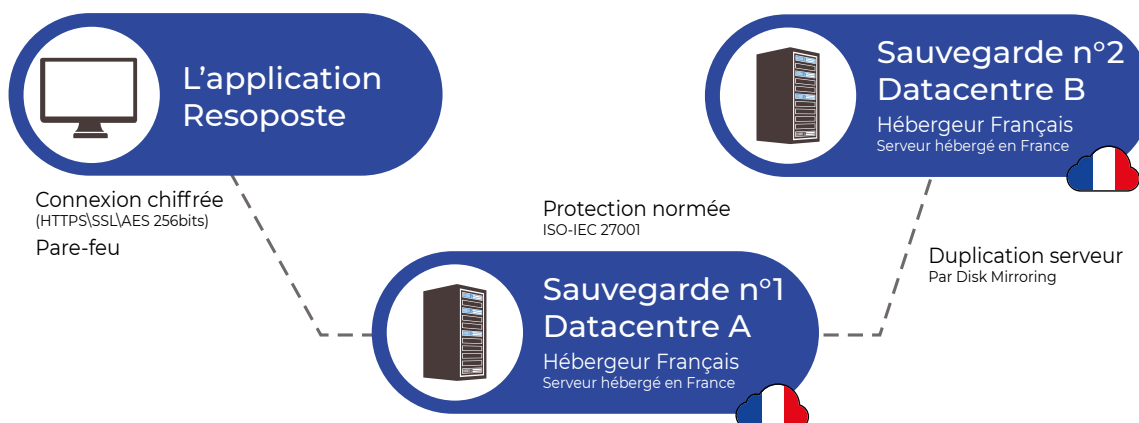 L’application
Resoposte
Connexion chiffrée
(HTTPS\SSL\AES 256bits)
Pare-feu
Protection normée
ISO-IEC 27001
Sauvegarde n°1
Datacentre A
Hébergeur Français
Serveur hébergé en France
Sauvegarde n°2
Datacentre B
Hébergeur Français
Serveur hébergé en France
Duplication serveur
Par Disk Mirroring